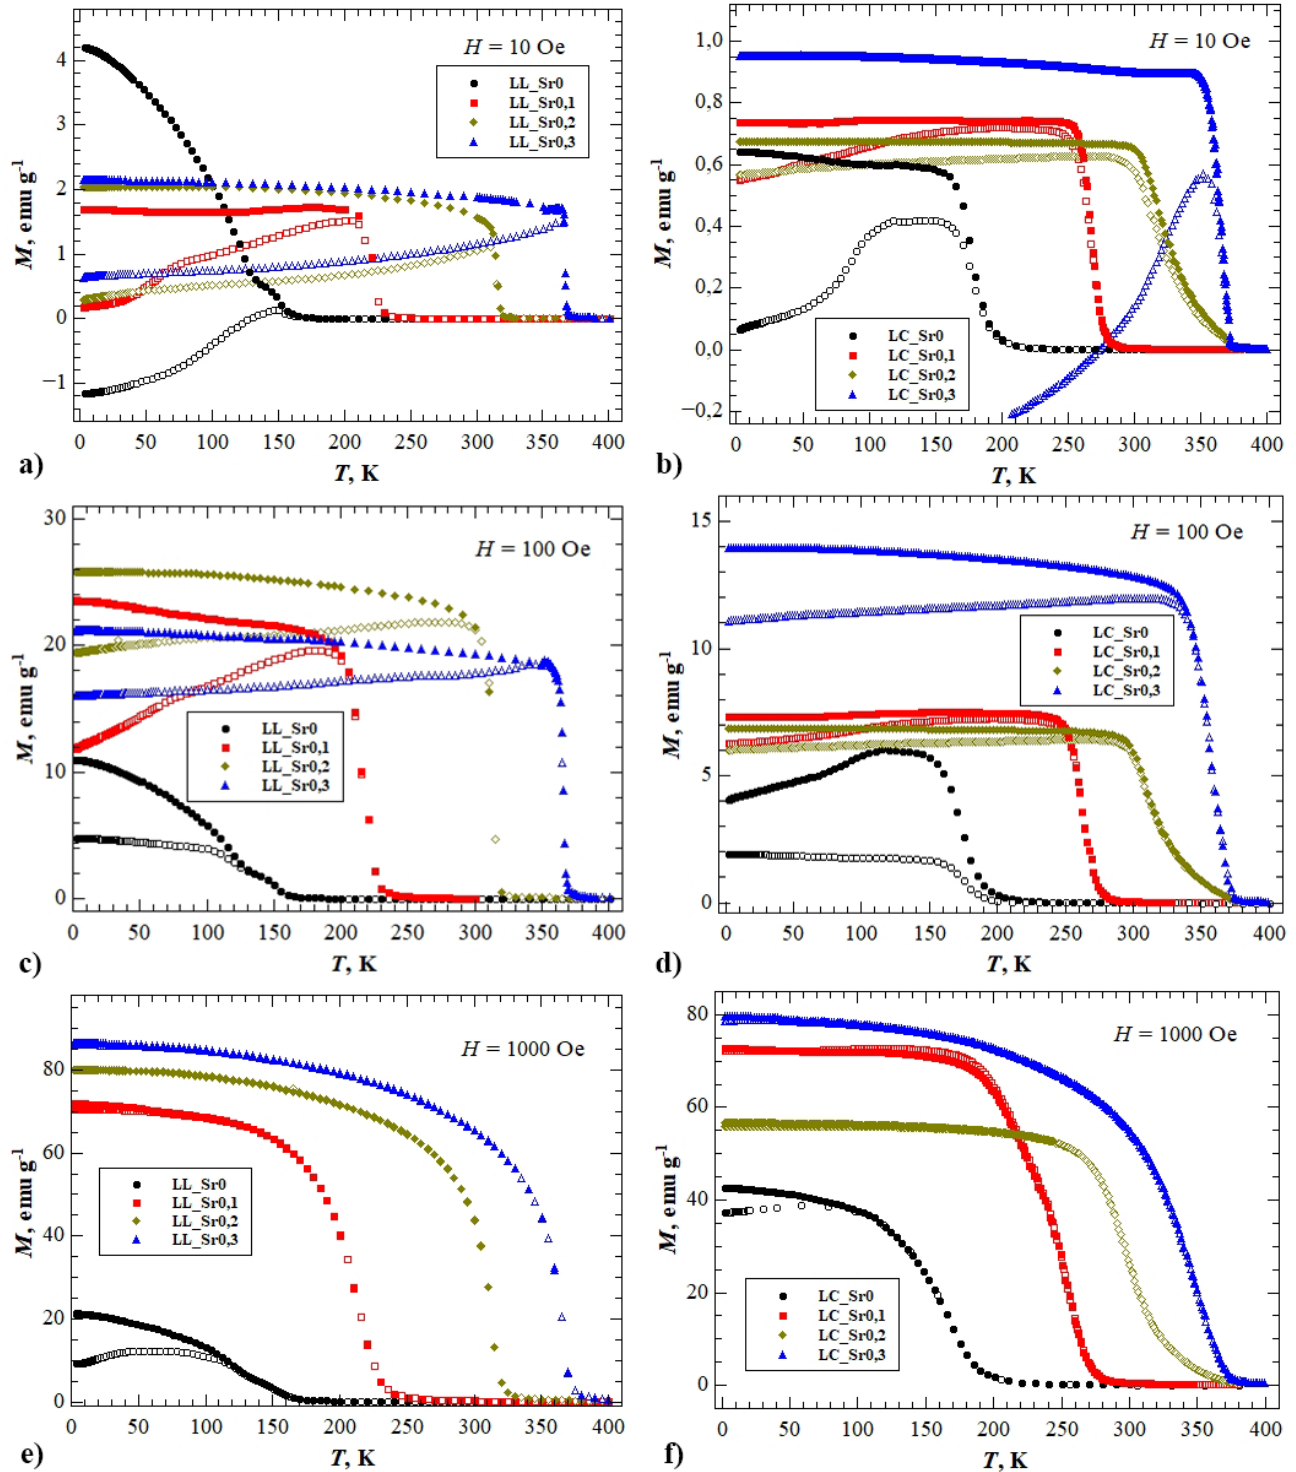 H = 10 Oe
LL_Sr0
LL_Sr0,1
LL_Sr0,2
LL_Sr0,3
M, emu g⁻¹
4
3
2
1
0
−1
0 50 100 150 200 250 300 350 400
T, K
a)
H = 10 Oe
LC_Sr0
LC_Sr0,1
LC_Sr0,2
LC_Sr0,3
M, emu g⁻¹
1,0
0,8
0,6
0,4
0,2
0,0
−0,2
0 50 100 150 200 250 300 350 400
T, K
b)
H = 100 Oe
LL_Sr0
LL_Sr0,1
LL_Sr0,2
LL_Sr0,3
M, emu g⁻¹
30
20
10
0
0 50 100 150 200 250 300 350 400
T, K
c)
H = 100 Oe
LC_Sr0
LC_Sr0,1
LC_Sr0,2
LC_Sr0,3
M, emu g⁻¹
15
10
5
0
0 50 100 150 200 250 300 350 400
T, K
d)
H = 1000 Oe
LL_Sr0
LL_Sr0,1
LL_Sr0,2
LL_Sr0,3
M, emu g⁻¹
80
60
40
20
0
0 50 100 150 200 250 300 350 400
T, K
e)
H = 1000 Oe
LC_Sr0
LC_Sr0,1
LC_Sr0,2
LC_Sr0,3
M, emu g⁻¹
80
60
40
20
0
0 50 100 150 200 250 300 350 400
T, K
f)